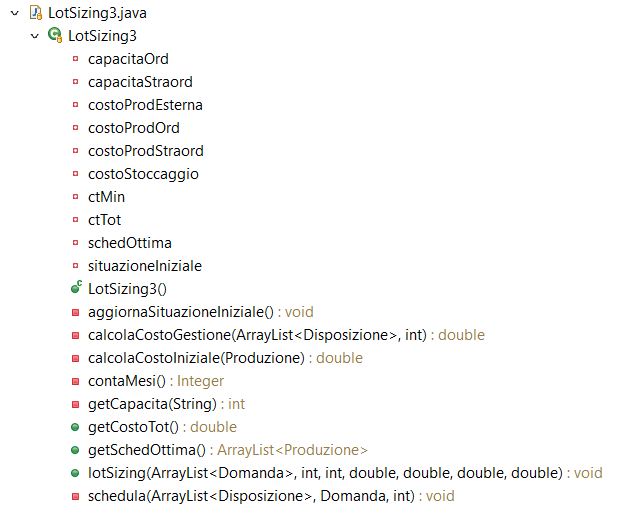 LotSizing3.java
LotSizing3
capacitaOrd
capacitaStraord
costoProdEsterna
costoProdOrd
costoProdStraord
costoStoccaggio
ctMin
ctTot
schedOttima
situazioneIniziale
LotSizing3()
aggiornaSituazioneIniziale() : void
calcolaCostoGestione(ArrayList<Disposizione>, int) : double
calcolaCostoIniziale(Produzione) : double
contaMesi() : Integer
getCapacita(String) : int
getCostoTot() : double
getSchedOttima() : ArrayList<Produzione>
lotSizing(ArrayList<Domanda>, int, int, double, double, double, double) : void
schedula(ArrayList<Disposizione>, Domanda, int) : void